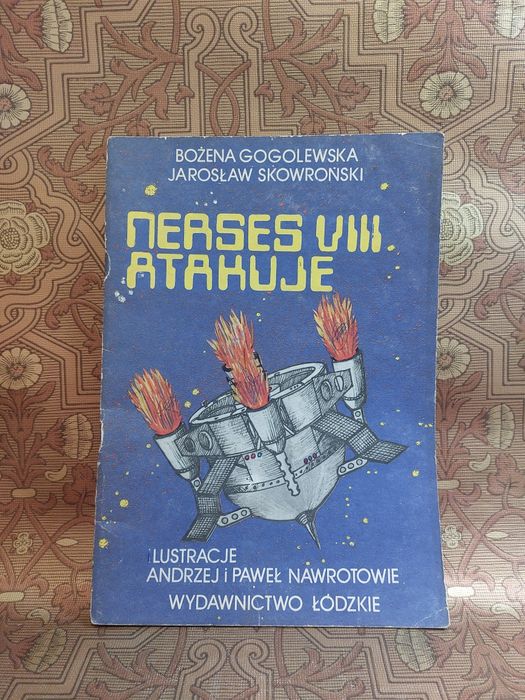 BOŻENA GOGOLEWSKA
JAROSŁAW SKOWROŃSKI
NERSES VIII
ATAKUJE
ILUSTRACJE
ANDRZEJ i PAWEŁ NAWROTOWIE
WYDAWNICTWO ŁÓDZKIE